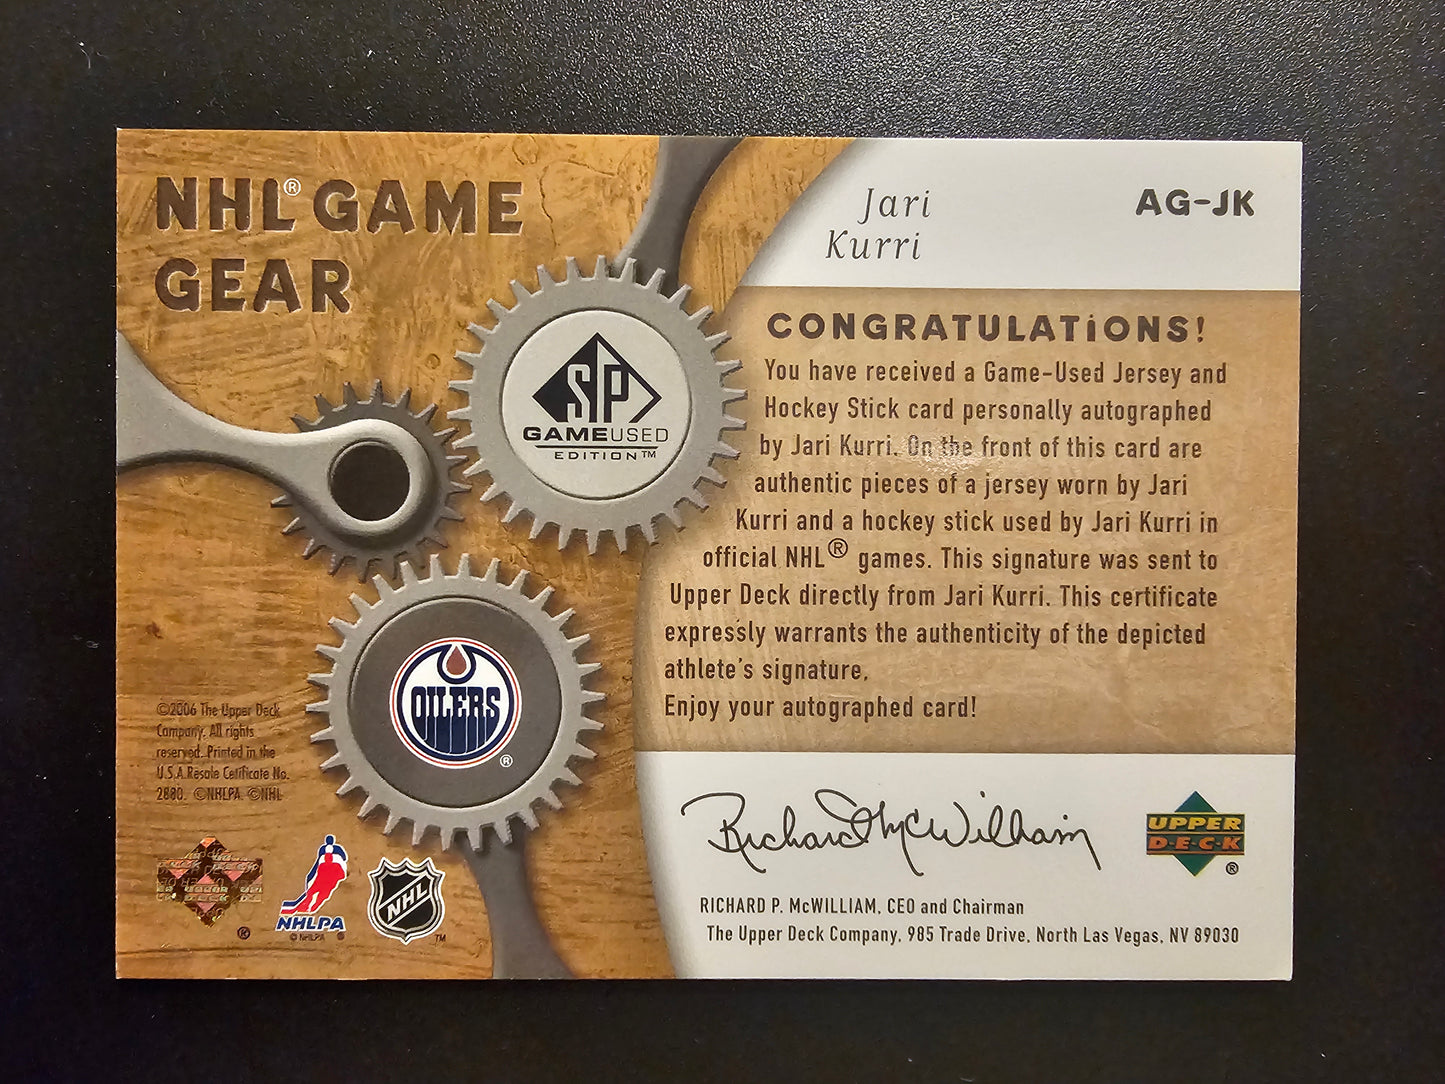 NHL® GAME
GEAR
Jari
Kurri
AG-JK
SP
GAMEUSED
EDITION™
CONGRATULATIONS!
You have received a Game-Used Jersey and
Hockey Stick card personally autographed
by Jari Kurri. On the front of this card are
authentic pieces of a jersey worn by Jari
Kurri and a hockey stick used by Jari Kurri in
official NHL® games. This signature was sent to
Upper Deck directly from Jari Kurri. This certificate
expressly warrants the authenticity of the depicted
athlete's signature.
Enjoy your autographed card!
OILERS
®
©2006 The Upper Deck
Company. All rights
reserved. Printed in the
U.S.A. Resale Certificate No.
2880. ©NHLPA. ©NHL
®
NHLPA
© NHLPA ®
NHL
™
Richard McWilliam
UPPER
D·E·C·K
®
RICHARD P. McWILLIAM, CEO and Chairman
The Upper Deck Company, 985 Trade Drive, North Las Vegas, NV 89030